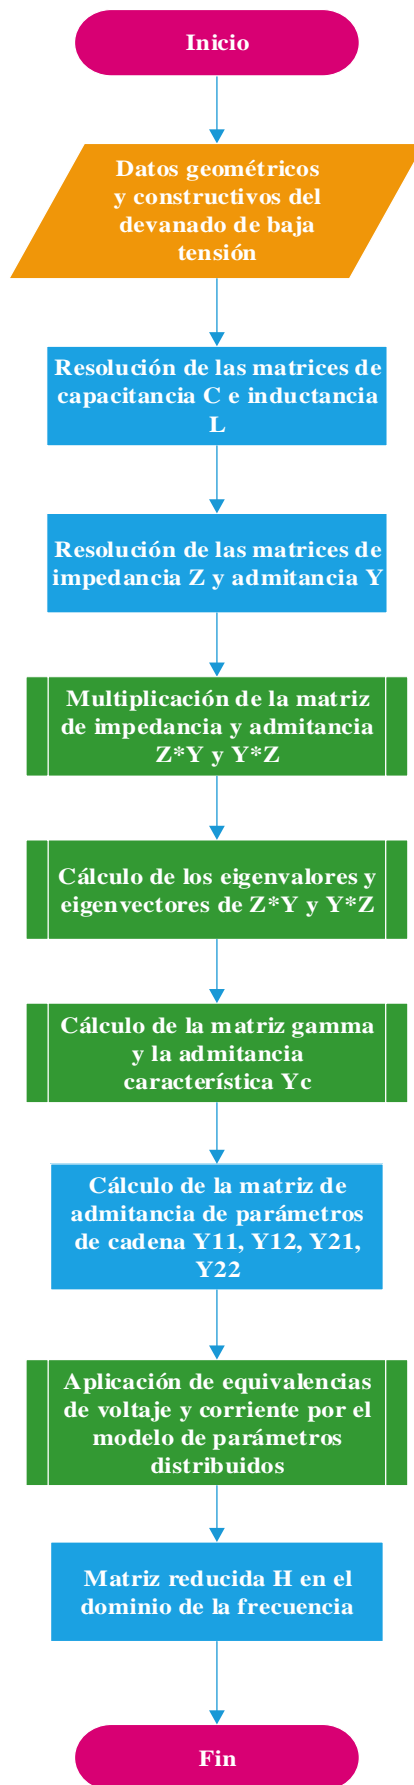 Inicio
Datos geométricos
y constructivos del
devanado de baja
tensión
Resolución de las matrices de
capacitancia C e inductancia
L
Resolución de las matrices de
impedancia Z y admitancia Y
Multiplicación de la matriz
de impedancia y admitancia
Z*Y y Y*Z
Cálculo de los eigenvalores y
eigenvectores de Z*Y y Y*Z
Cálculo de la matriz gamma
y la admitancia
característica Yc
Cálculo de la matriz de
admitancia de parámetros
de cadena Y11, Y12, Y21,
Y22
Aplicación de equivalencias
de voltaje y corriente por el
modelo de parámetros
distribuidos
Matriz reducida H en el
dominio de la frecuencia
Fin